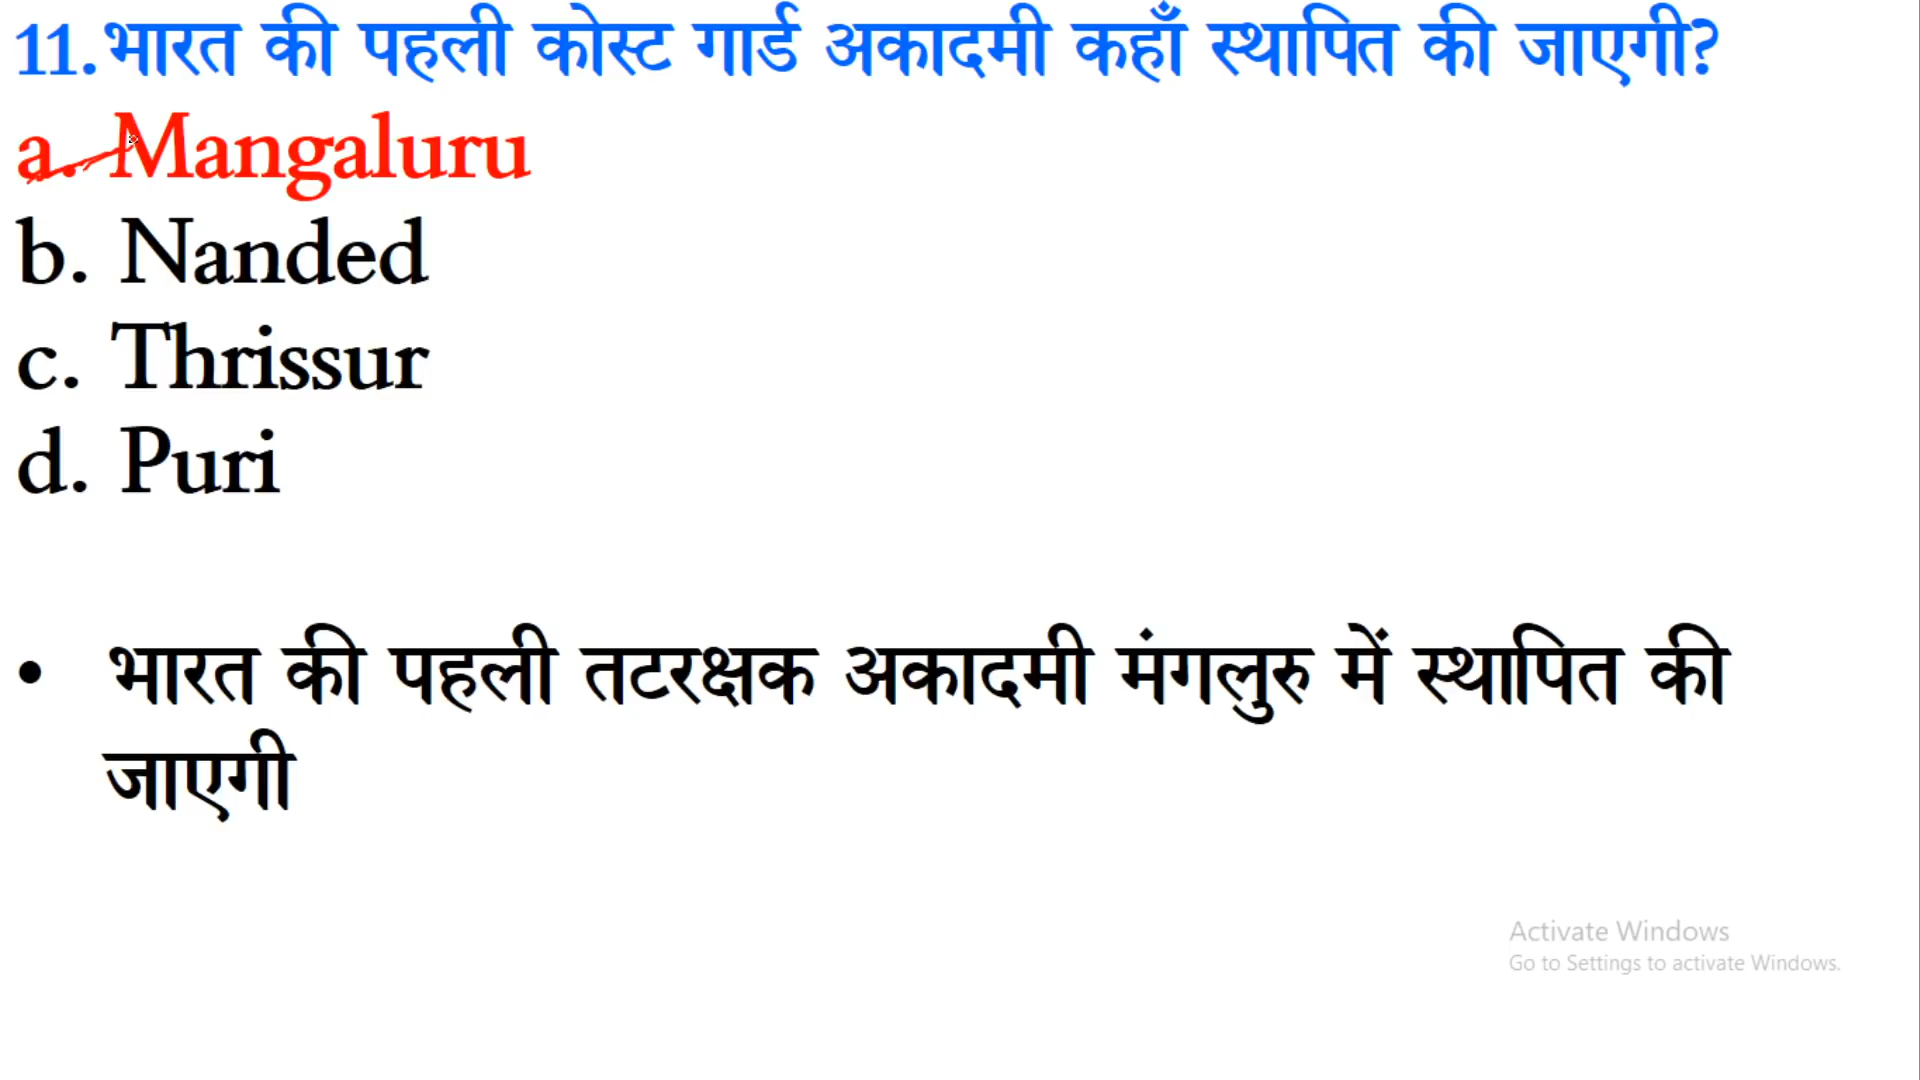 11.भारत की पहली कोस्ट गार्ड अकादमी कहाँ स्थापित की जाएगी?
a. Mangaluru
b. Nanded
c. Thrissur
d. Puri
• भारत की पहली तटरक्षक अकादमी मंगलुरु में स्थापित की
जाएगी
Activate Windows
Go to Settings to activate Windows.